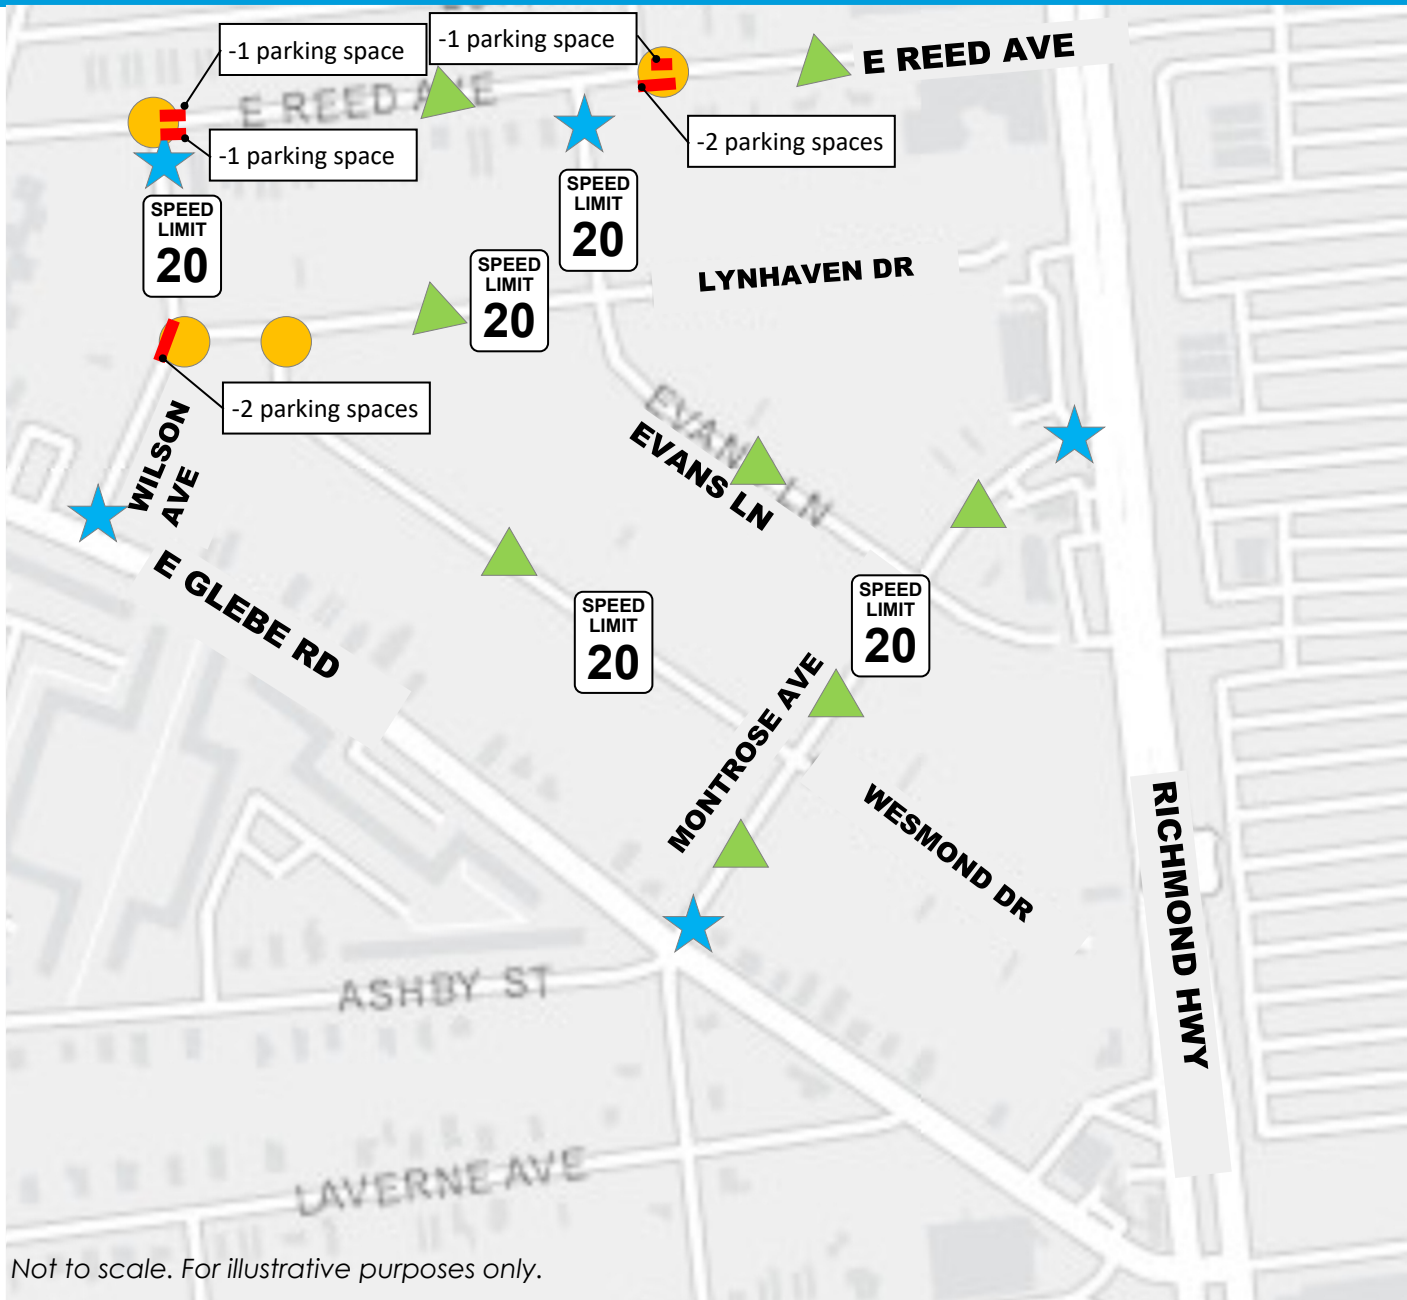 -1 parking space
-1 parking space
E REED AVE
E REED AVE
-1 parking space
-2 parking spaces
SPEED
LIMIT
20
SPEED
LIMIT
20
SPEED
LIMIT
20
LYNHAVEN DR
-2 parking spaces
WILSON
AVE
EVANS LN
EVANS LN
E GLEBE RD
SPEED
LIMIT
20
SPEED
LIMIT
20
MONTROSE AVE
WESMOND DR
RICHMOND HWY
ASHBY ST
LAVERNE AVE
Not to scale. For illustrative purposes only.